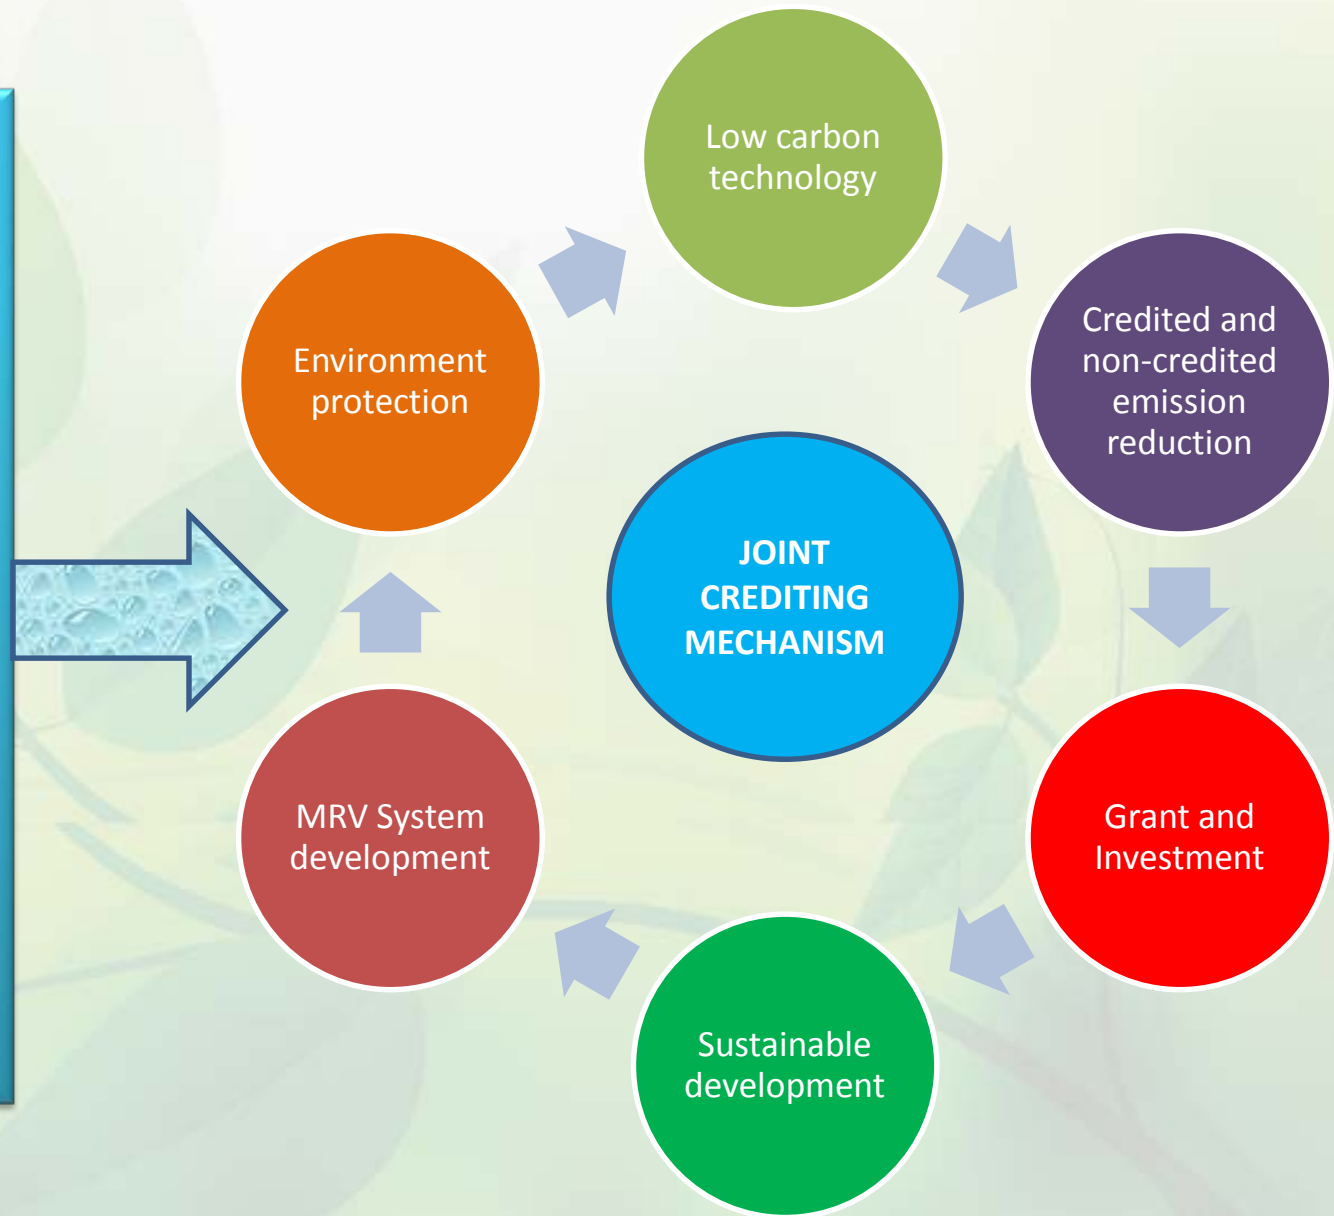 Low carbon
technology
Credited and
non-credited
emission
reduction
Environment
protection
JOINT
CREDITING
MECHANISM
MRV System
development
Grant and
Investment
Sustainable
development